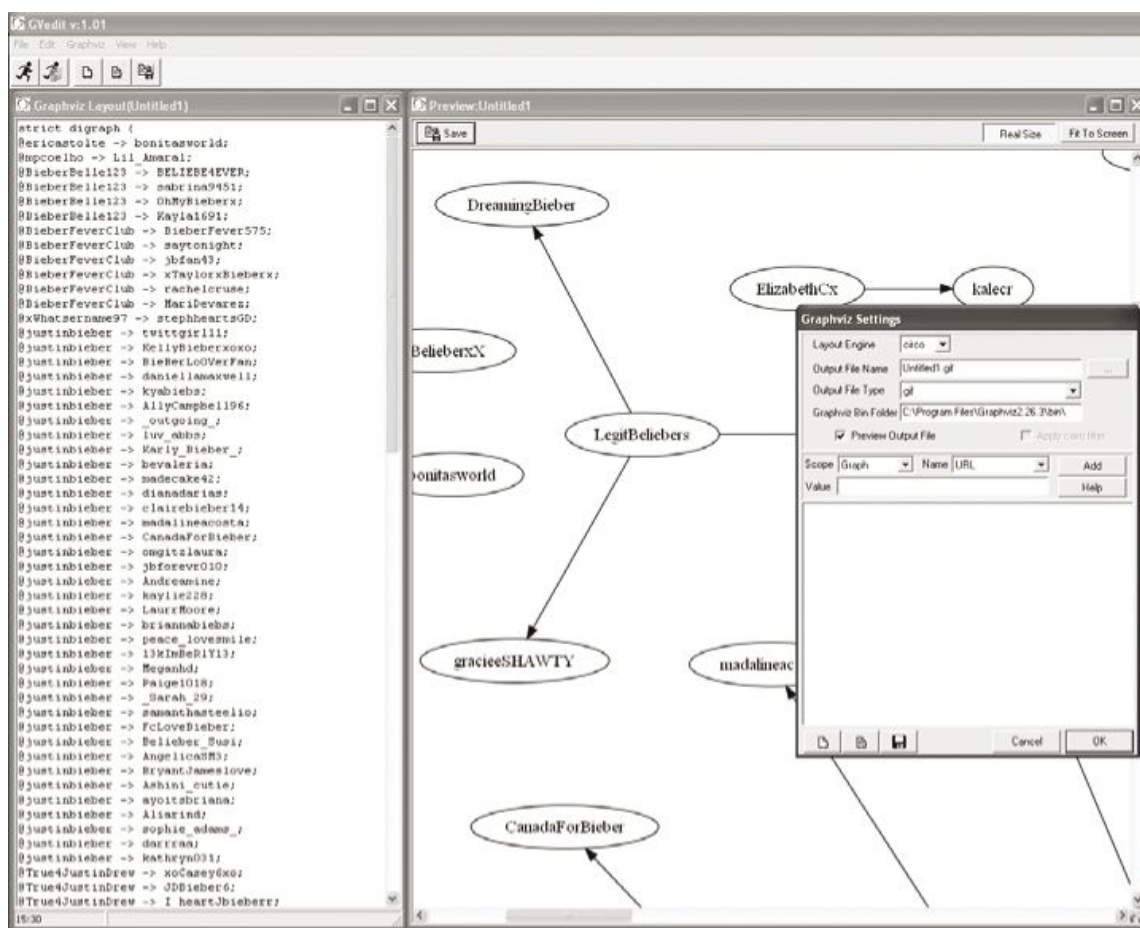 GVedit v:1.01
File Edit Graphviz View Help
Graphviz Layout(Untitled1)
strict digraph {
@ericastolte -> bonitasworld;
@mpcoelho -> Lil_Amaral;
@BieberBelle123 -> BELIEBE4EVER;
@BieberBelle123 -> sabrina9451;
@BieberBelle123 -> OhMyBieberx;
@BieberBelle123 -> Kayla1691;
@BieberFeverClub -> BieberFever575;
@BieberFeverClub -> saytonight;
@BieberFeverClub -> jbfan43;
@BieberFeverClub -> xTaylorxBieberx;
@BieberFeverClub -> rachelcruse;
@BieberFeverClub -> MariDevarez;
@xWhatsername97 -> stephheartsGD;
@justinbieber -> twittgirl11;
@justinbieber -> KellyBieberxoxo;
@justinbieber -> BieBerLoOVerFan;
@justinbieber -> daniellamaxwell;
@justinbieber -> kyabiebs;
@justinbieber -> AllyCampbell96;
@justinbieber -> _outgoing_;
@justinbieber -> luv_abbs;
@justinbieber -> Karly_Bieber_;
@justinbieber -> bevaleria;
@justinbieber -> madecake42;
@justinbieber -> dianadarias;
@justinbieber -> clairebieber14;
@justinbieber -> madalineacosta;
@justinbieber -> CanadaForBieber;
@justinbieber -> omgitzlaura;
@justinbieber -> jbforevr010;
@justinbieber -> Andreamine;
@justinbieber -> kaylie228;
@justinbieber -> LaurrMoore;
@justinbieber -> briannabiebs;
@justinbieber -> peace_lovesmile;
@justinbieber -> 13kImBeRlY13;
@justinbieber -> Meganhd;
@justinbieber -> Paige1018;
@justinbieber -> _Sarah_29;
@justinbieber -> samanthasteelio;
@justinbieber -> FcLoveBieber;
@justinbieber -> Belieber_Susi;
@justinbieber -> AngelicaSM3;
@justinbieber -> BryantJameslove;
@justinbieber -> Ashini_cutie;
@justinbieber -> ayoitsbriana;
@justinbieber -> Aliarind;
@justinbieber -> sophie_adams_;
@justinbieber -> darrraa;
@justinbieber -> kathryn031;
@True4JustinDrew -> xoCasey6xo;
@True4JustinDrew -> JDBieber6;
@True4JustinDrew -> I_heartJbieberr;
15:30
Preview:Untitled1
Save
Real Size
Fit To Screen
DreamingBieber
ElizabethCx
kalecr
BelieberxX
LegitBeliebers
bonitasworld
gracieeSHAWTY
madalineac
CanadaForBieber
Graphviz Settings
Layout Engine circo
Output File Name Untitled1.gif ...
Output File Type gif
Graphviz Bin Folder C:\Program Files\Graphviz2.26.3\bin\
Preview Output File
Apply cairo filter
Scope Graph Name URL Add
Value Help
Cancel OK